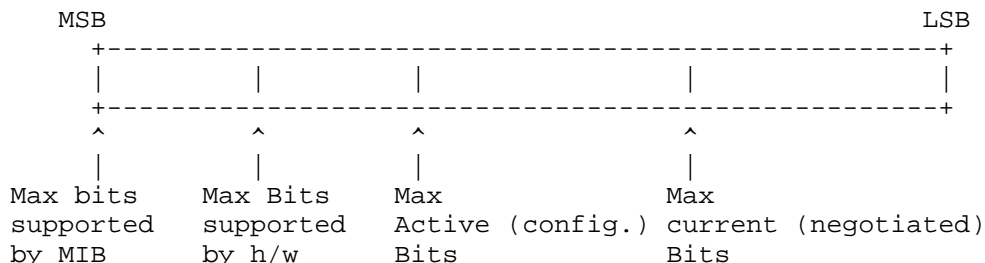 MSB LSB
Max bits Max Bits Max Max
supported supported Active (config.) current (negotiated)
by MIB by h/w Bits Bits